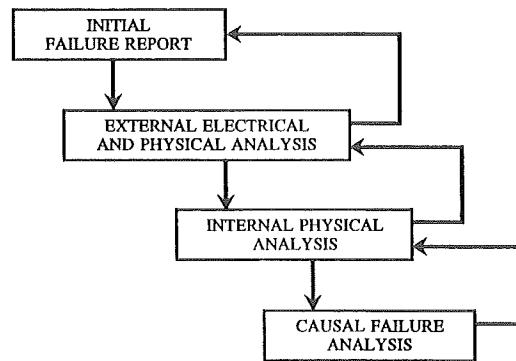 INITIAL
FAILURE REPORT
EXTERNAL ELECTRICAL
AND PHYSICAL ANALYSIS
INTERNAL PHYSICAL
ANALYSIS
CAUSAL FAILURE
ANALYSIS